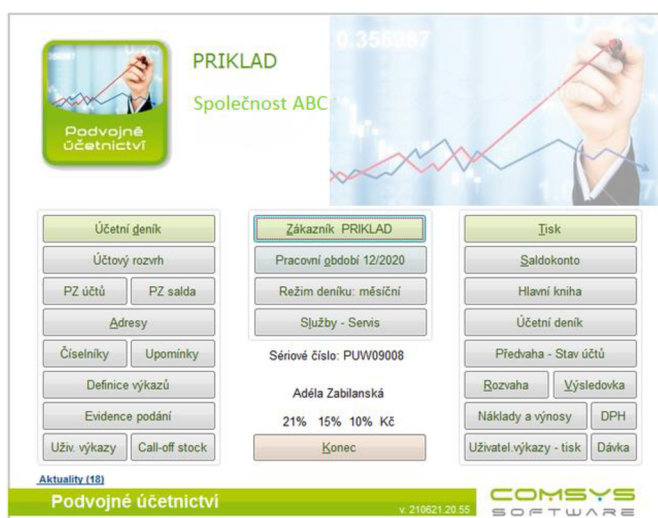 0.356987
PRIKLAD
Společnost ABC
Podvojné
účetnictví
Účetní deník
Účtový rozvrh
PZ účtů PZ salda
Adresy
Číselníky Upomínky
Definice výkazů
Evidence podání
Uživ. výkazy Call-off stock
Zákazník PRIKLAD
Pracovní období 12/2020
Režim deníku: měsíční
Služby - Servis
Sériové číslo: PUW09008
Adéla Zabilanská
21% 15% 10% Kč
Konec
Tisk
Saldokonto
Hlavní kniha
Účetní deník
Předvaha - Stav účtů
Rozvaha Výsledovka
Náklady a výnosy DPH
Uživatel.výkazy - tisk Dávka
Aktuality (18)
Podvojné účetnictví
v. 210621.20.55
COMSYS
SOFTWARE